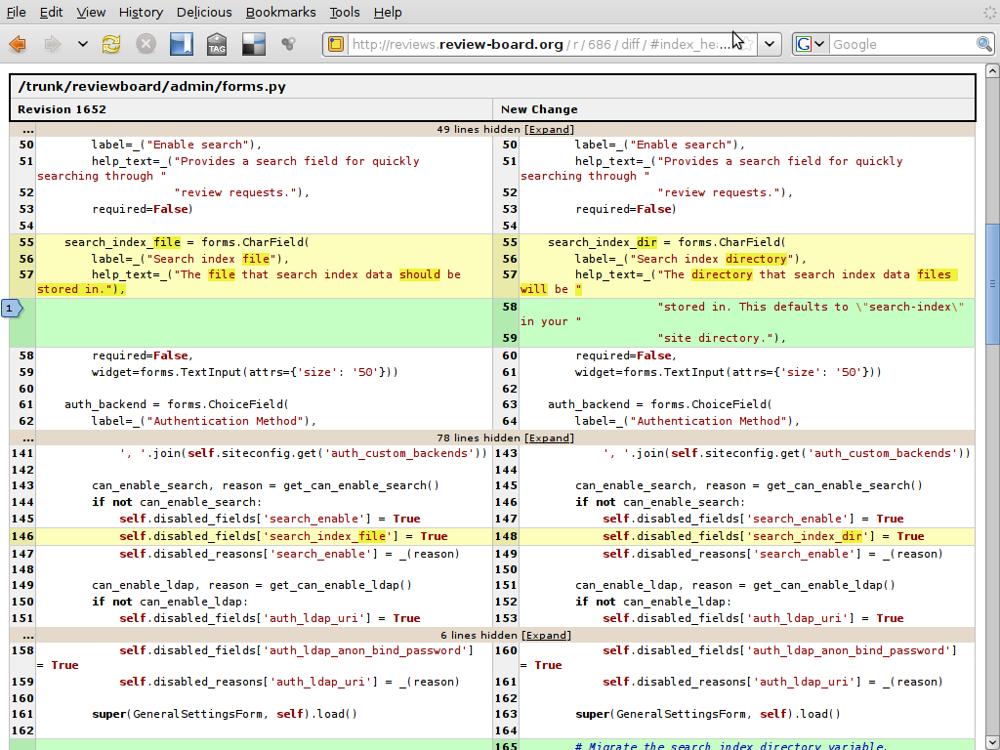 File Edit View History Delicious Bookmarks Tools Help
TAG http://reviews.review-board.org/r/686/diff/#index_he... G Google
/trunk/reviewboard/admin/forms.py
Revision 1652 New Change
... 49 lines hidden [Expand]
50 label=_("Enable search"), 50 label=_("Enable search"),
51 help_text=_("Provides a search field for quickly 51 help_text=_("Provides a search field for quickly
searching through " searching through "
52 "review requests."), 52 "review requests."),
53 required=False) 53 required=False)
54 54
55 search_index_file = forms.CharField( 55 search_index_dir = forms.CharField(
56 label=_("Search index file"), 56 label=_("Search index directory"),
57 help_text=_("The file that search index data should be 57 help_text=_("The directory that search index data files
stored in."), will be "
1 58 "stored in. This defaults to \"search-index\"
in your "
59 "site directory."),
58 required=False, 60 required=False,
59 widget=forms.TextInput(attrs={'size': '50'})) 61 widget=forms.TextInput(attrs={'size': '50'}))
60 62
61 auth_backend = forms.ChoiceField( 63 auth_backend = forms.ChoiceField(
62 label=_("Authentication Method"), 64 label=_("Authentication Method"),
... 78 lines hidden [Expand]
141 ', '.join(self.siteconfig.get('auth_custom_backends')) 143 ', '.join(self.siteconfig.get('auth_custom_backends'))
142 144
143 can_enable_search, reason = get_can_enable_search() 145 can_enable_search, reason = get_can_enable_search()
144 if not can_enable_search: 146 if not can_enable_search:
145 self.disabled_fields['search_enable'] = True 147 self.disabled_fields['search_enable'] = True
146 self.disabled_fields['search_index_file'] = True 148 self.disabled_fields['search_index_dir'] = True
147 self.disabled_reasons['search_enable'] = _(reason) 149 self.disabled_reasons['search_enable'] = _(reason)
148 150
149 can_enable_ldap, reason = get_can_enable_ldap() 151 can_enable_ldap, reason = get_can_enable_ldap()
150 if not can_enable_ldap: 152 if not can_enable_ldap:
151 self.disabled_fields['auth_ldap_uri'] = True 153 self.disabled_fields['auth_ldap_uri'] = True
... 6 lines hidden [Expand]
158 self.disabled_fields['auth_ldap_anon_bind_password'] 160 self.disabled_fields['auth_ldap_anon_bind_password']
= True = True
159 self.disabled_reasons['auth_ldap_uri'] = _(reason) 161 self.disabled_reasons['auth_ldap_uri'] = _(reason)
160 162
161 super(GeneralSettingsForm, self).load() 163 super(GeneralSettingsForm, self).load()
162 164
165 # Migrate the search_index_directory variable.